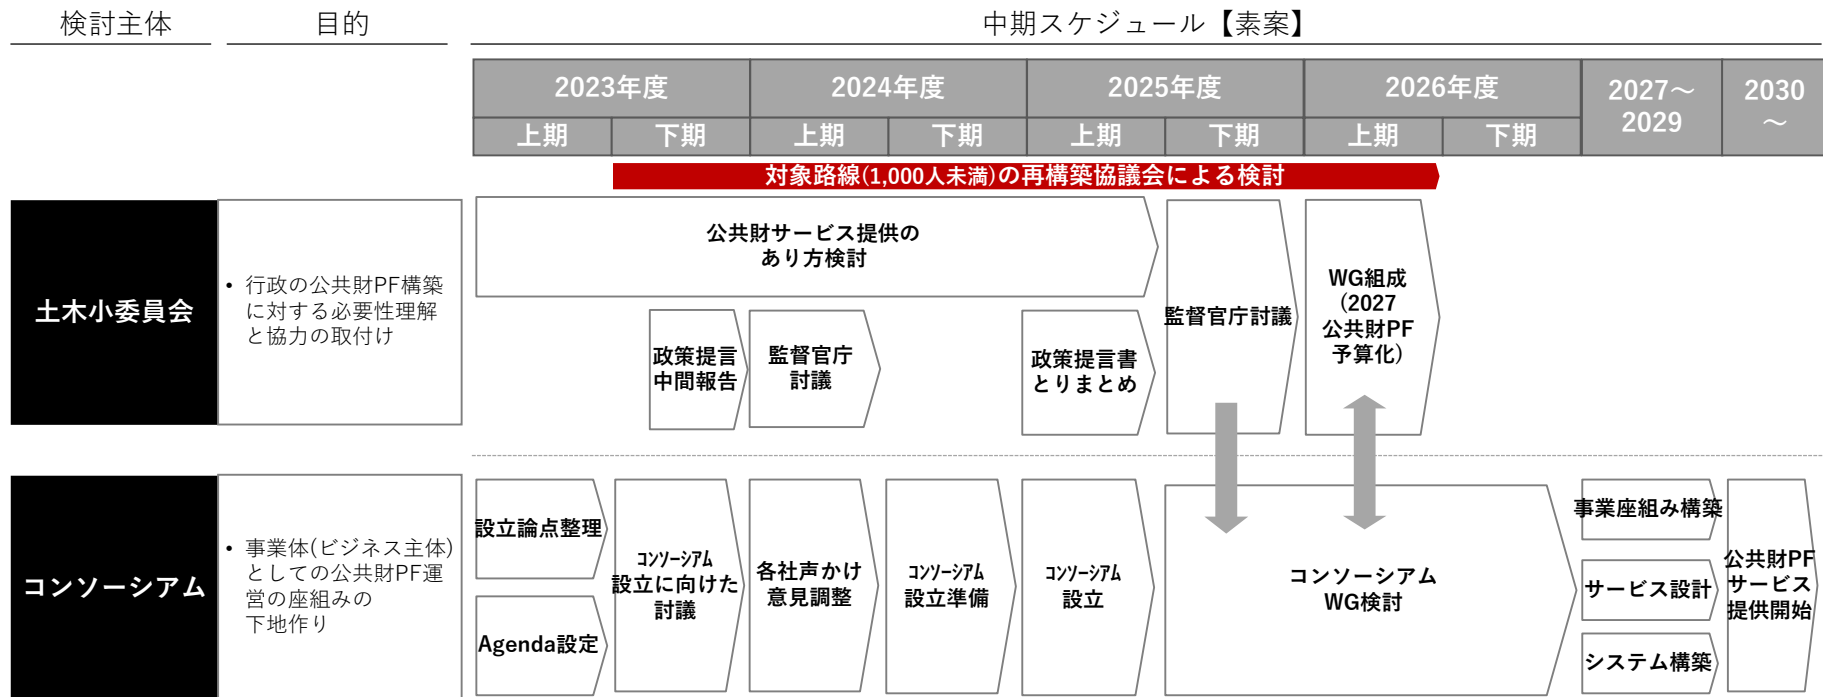 検討主体
目的
中期スケジュール【素案】
2023年度
2024年度
2025年度
2026年度
2027～
2029
2030
～
上期
下期
上期
下期
上期
下期
上期
下期
対象路線(1,000人未満)の再構築協議会による検討
土木小委員会
• 行政の公共財PF構築
に対する必要性理解
と協力の取付け
公共財サービス提供の
あり方検討
政策提言
中間報告
監督官庁
討議
政策提言書
とりまとめ
監督官庁討議
WG組成
(2027
公共財PF
予算化)
コンソーシアム
• 事業体(ビジネス主体)
としての公共財PF運
営の座組みの
下地作り
設立論点整理
Agenda設定
ｺﾝｿｰｼｱﾑ
設立に向けた
討議
各社声かけ
意見調整
ｺﾝｿｰｼｱﾑ
設立準備
ｺﾝｿｰｼｱﾑ
設立
コンソーシアム
WG検討
事業座組み構築
サービス設計
システム構築
公共財PF
サービス
提供開始